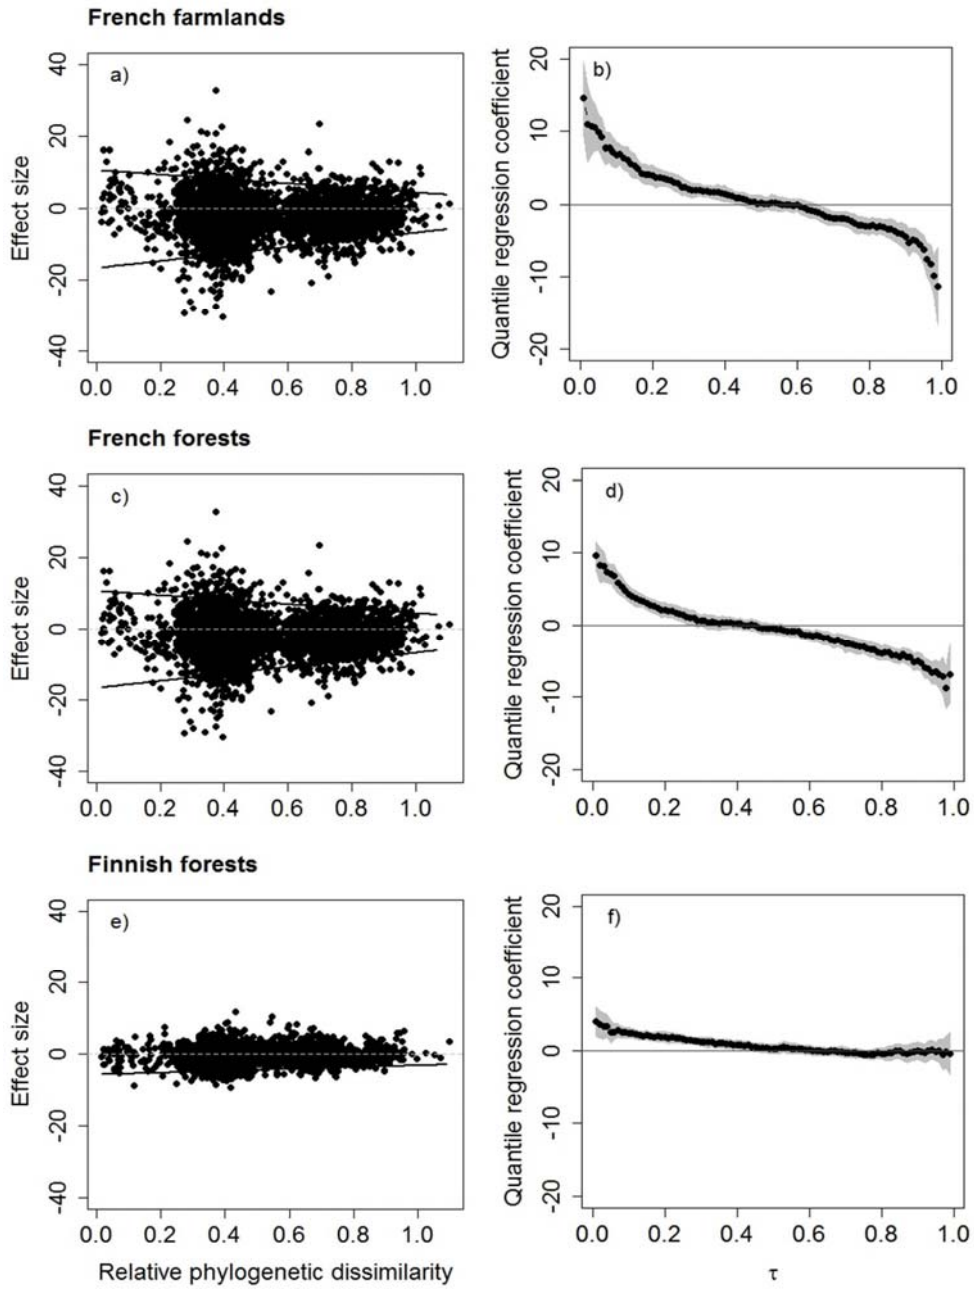 French farmlands
a)
Effect size
40
20
0
-20
-40
0.0 0.2 0.4 0.6 0.8 1.0
b)
Quantile regression coefficient
20
10
0
-10
-20
0.0 0.2 0.4 0.6 0.8 1.0
French forests
c)
Effect size
40
20
0
-20
-40
0.0 0.2 0.4 0.6 0.8 1.0
d)
Quantile regression coefficient
20
10
0
-10
-20
0.0 0.2 0.4 0.6 0.8 1.0
Finnish forests
e)
Effect size
40
20
0
-20
-40
0.0 0.2 0.4 0.6 0.8 1.0
Relative phylogenetic dissimilarity
f)
Quantile regression coefficient
20
10
0
-10
-20
0.0 0.2 0.4 0.6 0.8 1.0
τ